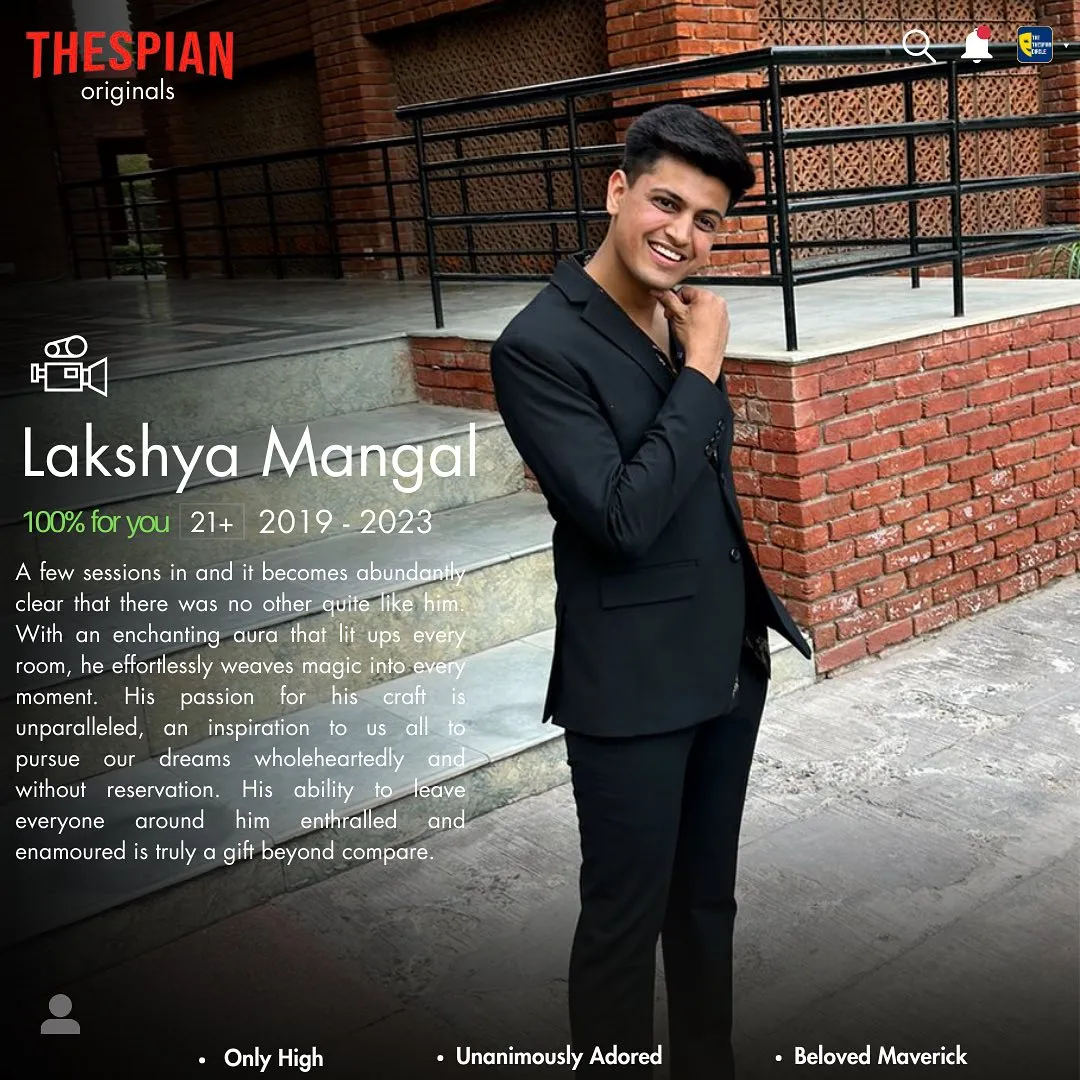 THESPIAN
originals
THE
THESPIAN
CIRCLE
Lakshya Mangal
100% for you 21+ 2019 - 2023
A few sessions in and it becomes abundantly
clear that there was no other quite like him.
With an enchanting aura that lit ups every
room, he effortlessly weaves magic into every
moment. His passion for his craft is
unparalleled, an inspiration to us all to
pursue our dreams wholeheartedly and
without reservation. His ability to leave
everyone around him enthralled and
enamoured is truly a gift beyond compare.
• Only High • Unanimously Adored • Beloved Maverick